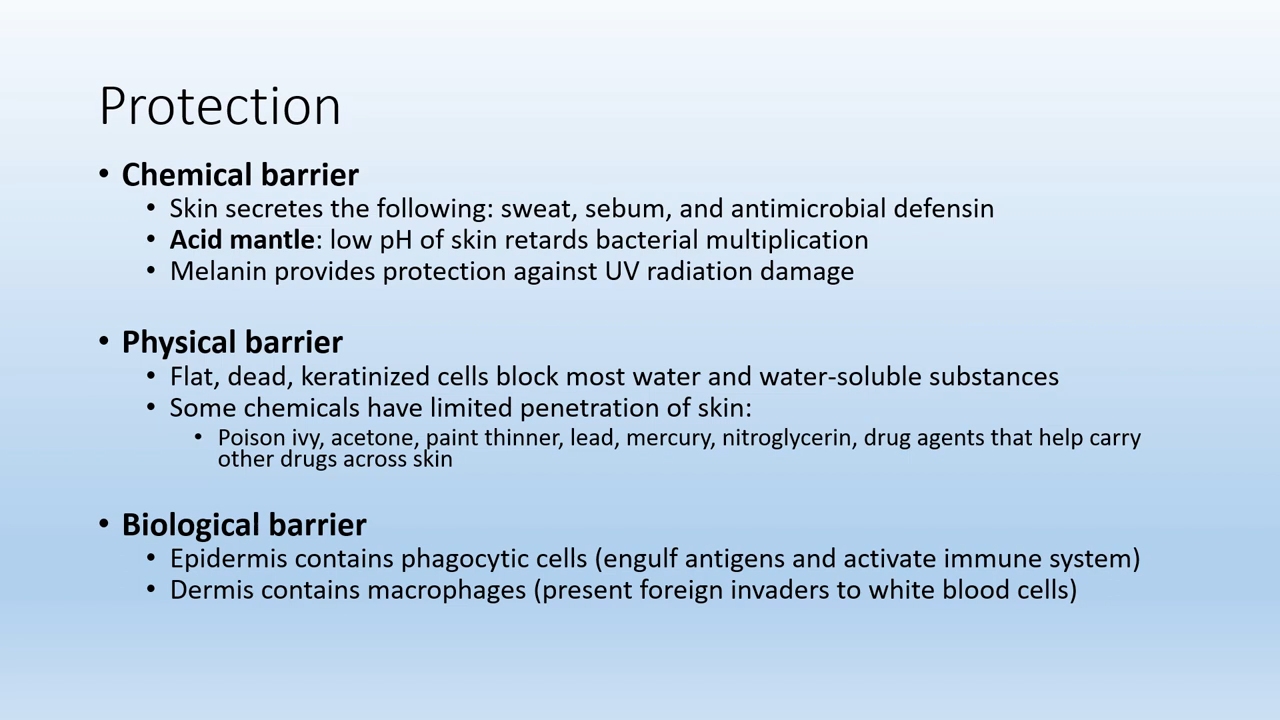 Protection
• Chemical barrier
• Skin secretes the following: sweat, sebum, and antimicrobial defensin
• Acid mantle: low pH of skin retards bacterial multiplication
• Melanin provides protection against UV radiation damage
• Physical barrier
• Flat, dead, keratinized cells block most water and water-soluble substances
• Some chemicals have limited penetration of skin:
• Poison ivy, acetone, paint thinner, lead, mercury, nitroglycerin, drug agents that help carry
other drugs across skin
• Biological barrier
• Epidermis contains phagocytic cells (engulf antigens and activate immune system)
• Dermis contains macrophages (present foreign invaders to white blood cells)